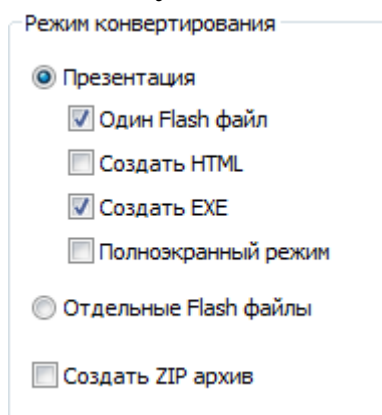 Режим конвертирования
Презентация
Один Flash файл
Создать HTML
Создать EXE
Полноэкранный режим
Отдельные Flash файлы
Создать ZIP архив